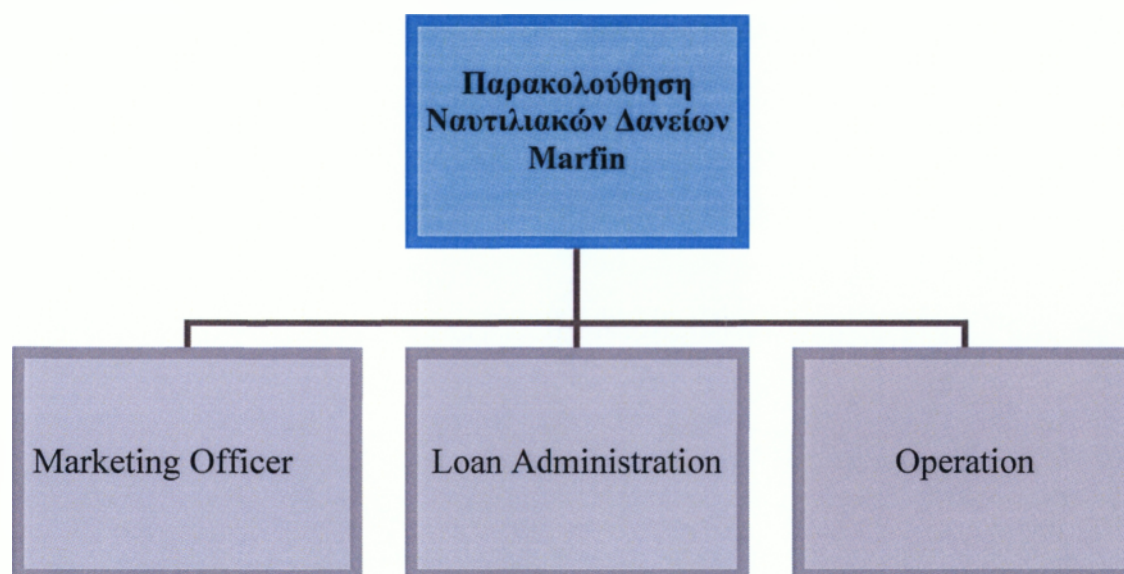 Παρακολούθηση
Ναυτιλιακών Δανείων
Marfin
Marketing Officer
Loan Administration
Operation